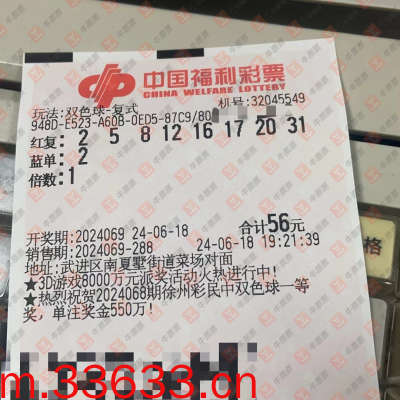 中国福利彩票
CHINA WELFARE LOTTERY
玩法:双色球-复式 机号:32045549
948D-E523-A60B-0ED5-87C9/80
红复: 2 5 8 12 16 17 20 31
蓝单: 2
倍数: 1
开奖期:2024069 24-06-18 合计56元
销售期:2024069-288 24-06-18 19:21:39
地址:武进区南夏墅街道菜场对面
★3D游戏8000万元派奖活动火热进行中!
★热烈祝贺2024068期徐州彩民中双色球一等
奖,单注奖金550万!
格
m.33633.cn